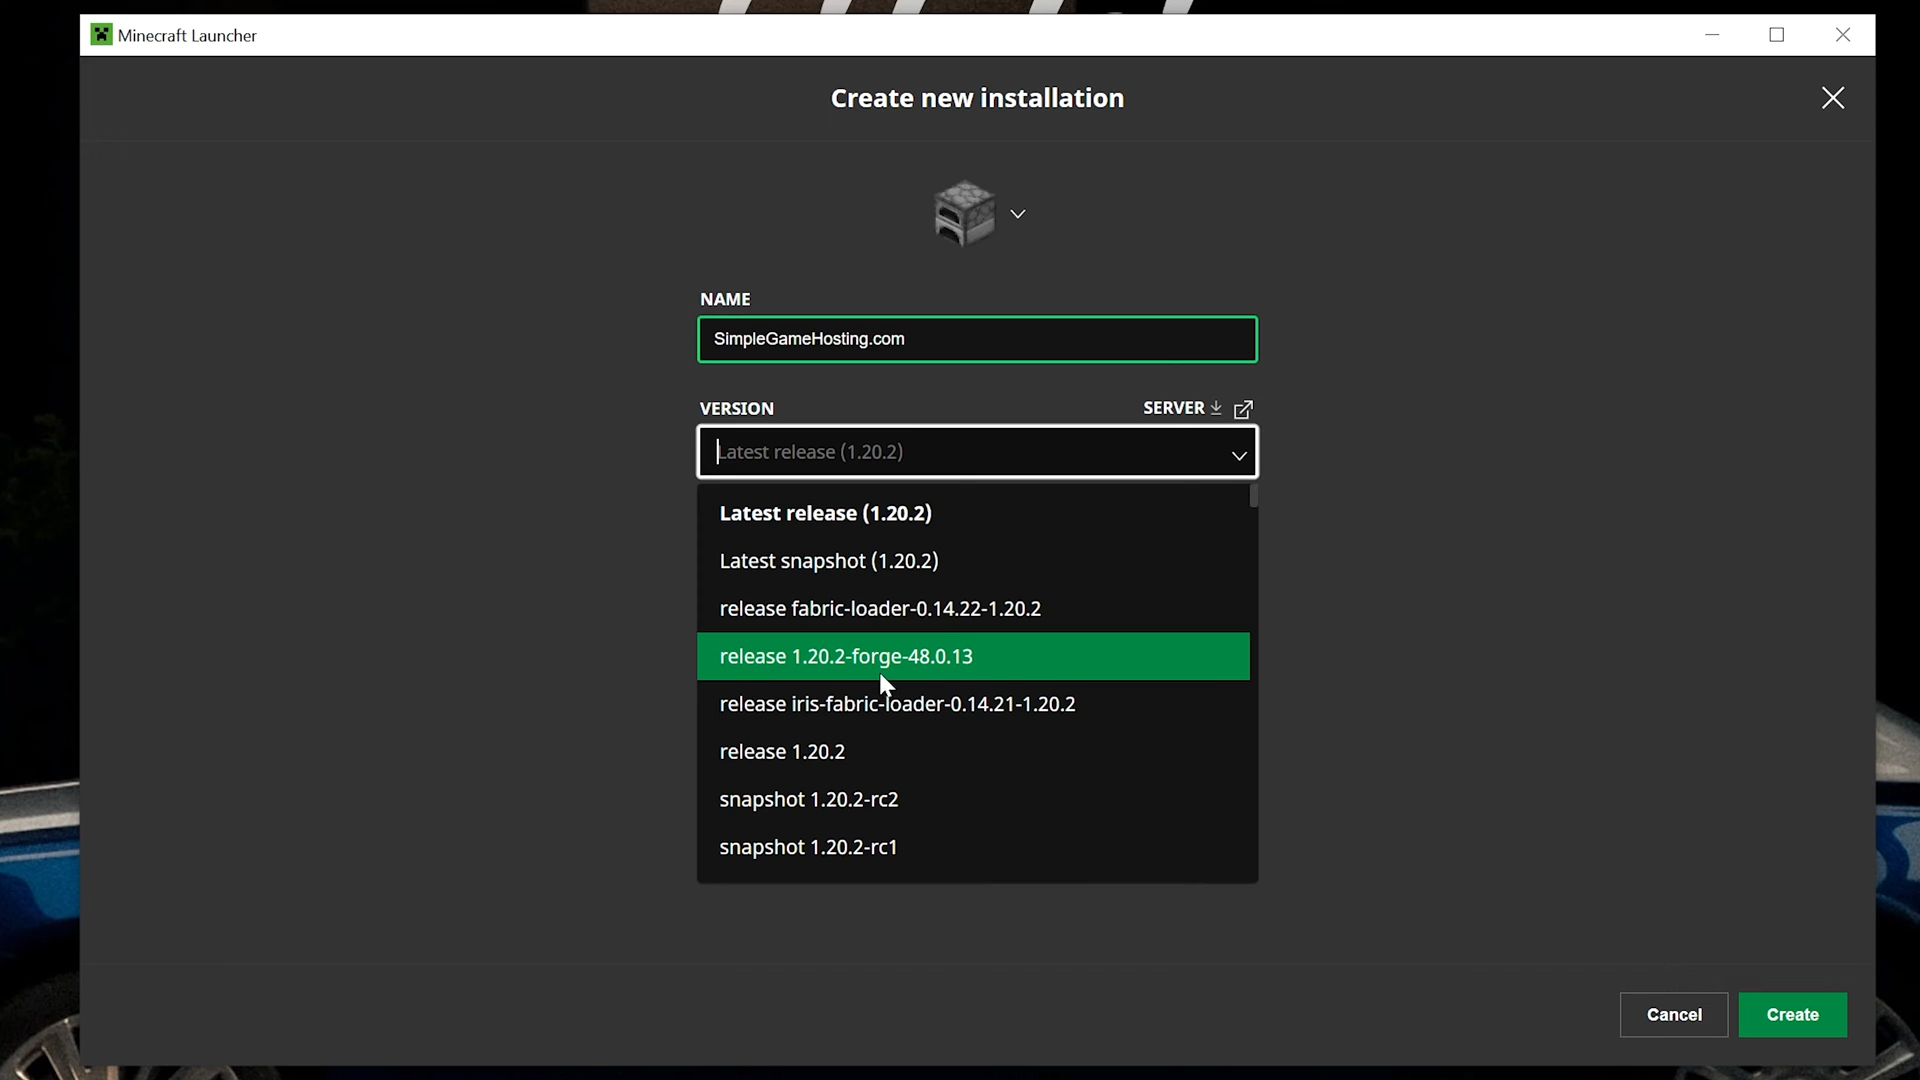 Minecraft Launcher
Create new installation
NAME
SimpleGameHosting.com
VERSION
SERVER
Latest release (1.20.2)
Latest release (1.20.2)
Latest snapshot (1.20.2)
release fabric-loader-0.14.22-1.20.2
release 1.20.2-forge-48.0.13
release iris-fabric-loader-0.14.21-1.20.2
release 1.20.2
snapshot 1.20.2-rc2
snapshot 1.20.2-rc1
Cancel
Create